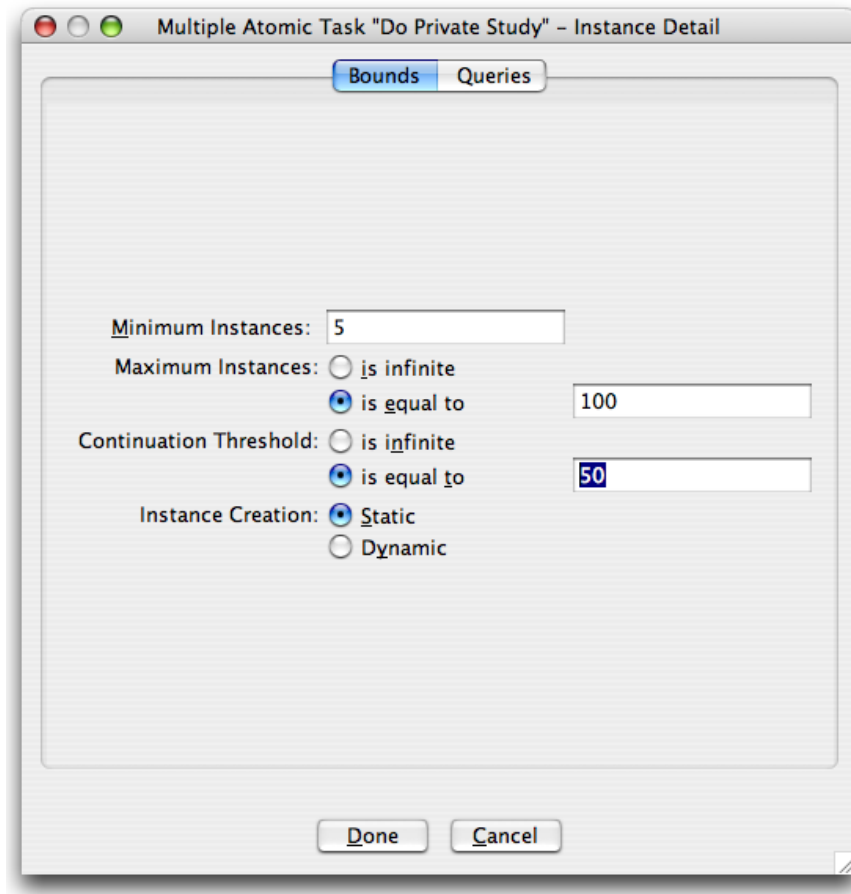 Multiple Atomic Task "Do Private Study" – Instance Detail
Bounds Queries
Minimum Instances: 5
Maximum Instances: is infinite
is equal to 100
Continuation Threshold: is infinite
is equal to 50
Instance Creation: Static
Dynamic
Done Cancel